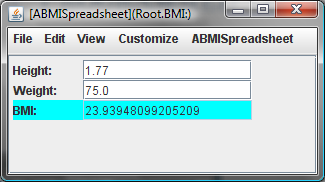 [ABMISpreadsheet](Root.BMI:)
File Edit View Customize ABMISpreadsheet
Height: 1.77
Weight: 75.0
BMI: 23.93948099205209